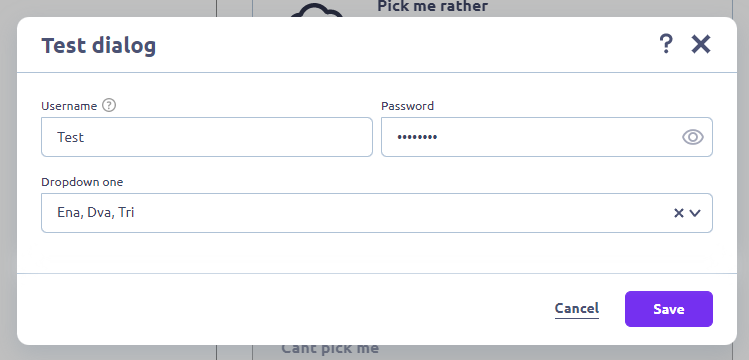 Pick me rather
Test dialog
?
Username ?
Password
Test
••••••••
Dropdown one
Ena, Dva, Tri
Cancel
Save
Cant pick me